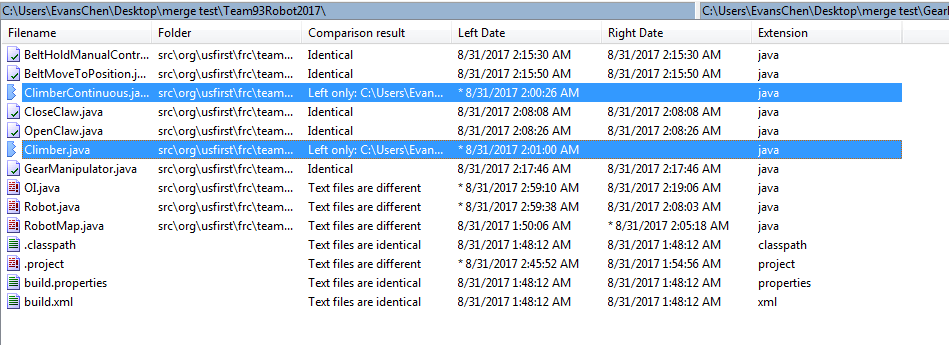 C:\Users\EvansChen\Desktop\merge test\Team93Robot2017\ C:\Users\EvansChen\Desktop\merge test\Gear
Filename Folder Comparison result Left Date Right Date Extension
BeltHoldManualContr... src\org\usfirst\frc\team... Identical 8/31/2017 2:15:30 AM 8/31/2017 2:15:30 AM java
BeltMoveToPosition.j... src\org\usfirst\frc\team... Identical 8/31/2017 2:15:50 AM 8/31/2017 2:15:50 AM java
ClimberContinuous.ja... src\org\usfirst\frc\team... Left only: C:\Users\Evan... * 8/31/2017 2:00:26 AM java
CloseClaw.java src\org\usfirst\frc\team... Identical 8/31/2017 2:08:08 AM 8/31/2017 2:08:08 AM java
OpenClaw.java src\org\usfirst\frc\team... Identical 8/31/2017 2:08:26 AM 8/31/2017 2:08:26 AM java
Climber.java src\org\usfirst\frc\team... Left only: C:\Users\Evan... * 8/31/2017 2:01:00 AM java
GearManipulator.java src\org\usfirst\frc\team... Identical 8/31/2017 2:17:46 AM 8/31/2017 2:17:46 AM java
OI.java src\org\usfirst\frc\team... Text files are different * 8/31/2017 2:59:10 AM 8/31/2017 2:19:06 AM java
Robot.java src\org\usfirst\frc\team... Text files are different * 8/31/2017 2:59:38 AM 8/31/2017 2:08:03 AM java
RobotMap.java src\org\usfirst\frc\team... Text files are different 8/31/2017 1:50:06 AM * 8/31/2017 2:05:18 AM java
.classpath Text files are identical 8/31/2017 1:48:12 AM 8/31/2017 1:48:12 AM classpath
.project Text files are different * 8/31/2017 2:45:52 AM 8/31/2017 1:54:56 AM project
build.properties Text files are identical 8/31/2017 1:48:12 AM 8/31/2017 1:48:12 AM properties
build.xml Text files are identical 8/31/2017 1:48:12 AM 8/31/2017 1:48:12 AM xml